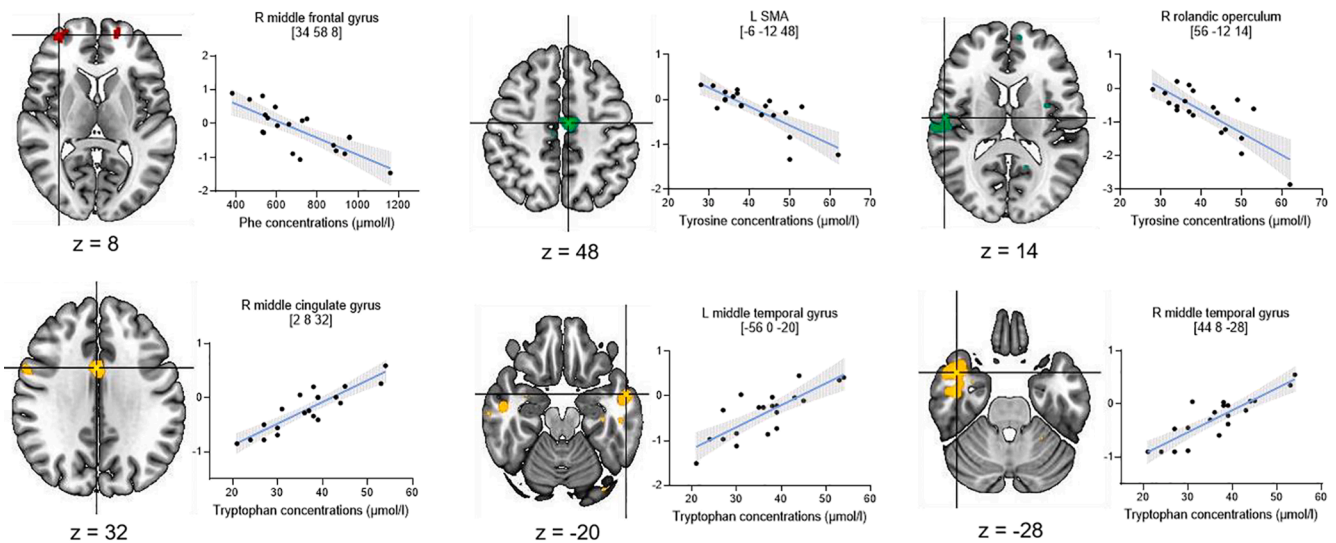 R middle frontal gyrus
[34 58 8]
2
1
0
-1
-2
400 600 800 1000 1200
Phe concentrations (µmol/l)
z = 8
L SMA
[-6 -12 48]
1
0
-1
-2
20 30 40 50 60 70
Tyrosine concentrations (µmol/l)
z = 48
R rolandic operculum
[56 -12 14]
1
0
-1
-2
-3
20 30 40 50 60 70
Tyrosine concentrations (µmol/l)
z = 14
R middle cingulate gyrus
[2 8 32]
1
0
-1
20 30 40 50 60
Tryptophan concentrations (µmol/l)
z = 32
L middle temporal gyrus
[-56 0 -20]
1
0
-1
-2
20 30 40 50 60
Tryptophan concentrations (µmol/l)
z = -20
R middle temporal gyrus
[44 8 -28]
1
0
-1
20 30 40 50 60
Tryptophan concentrations (µmol/l)
z = -28